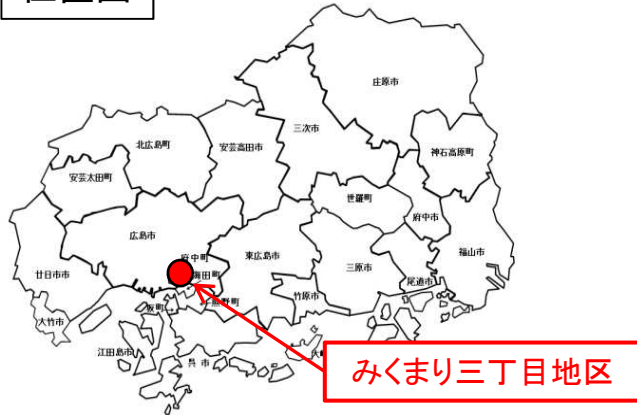 庄原市
三次市
北広島町
安芸高田市
神石高原町
安芸太田町
世羅町
府中市
広島市
府中町
東広島市
三原市
福山市
廿日市市
海田町
尾道市
竹原市
坂町
熊野町
大竹市
江田島市
呉市
みくまり三丁目地区